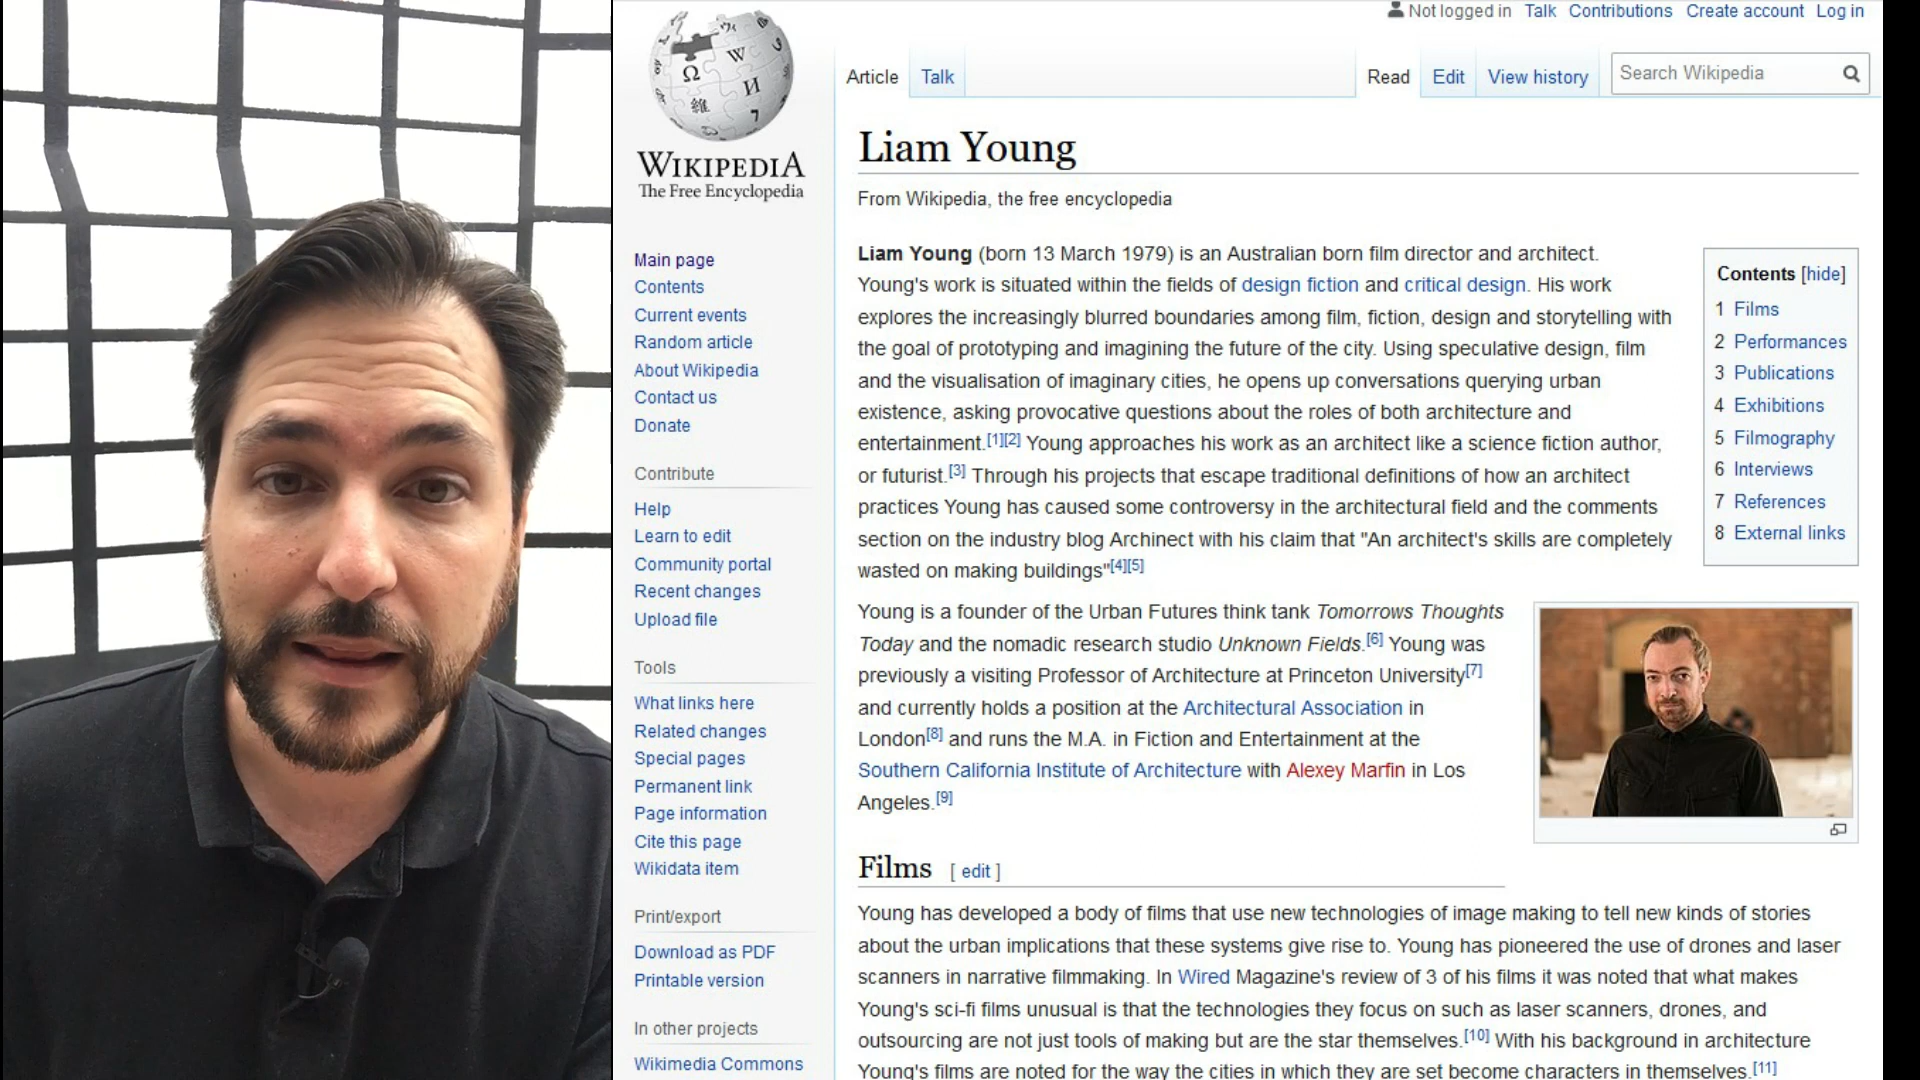 Not logged in Talk Contributions Create account Log in
Article Talk Read Edit View history Search Wikipedia
Ω W И 維 7
WIKIPEDIA
The Free Encyclopedia
Main page
Contents
Current events
Random article
About Wikipedia
Contact us
Donate
Contribute
Help
Learn to edit
Community portal
Recent changes
Upload file
Tools
What links here
Related changes
Special pages
Permanent link
Page information
Cite this page
Wikidata item
Print/export
Download as PDF
Printable version
In other projects
Wikimedia Commons
Liam Young
From Wikipedia, the free encyclopedia
Liam Young (born 13 March 1979) is an Australian born film director and architect.
Young's work is situated within the fields of design fiction and critical design. His work
explores the increasingly blurred boundaries among film, fiction, design and storytelling with
the goal of prototyping and imagining the future of the city. Using speculative design, film
and the visualisation of imaginary cities, he opens up conversations querying urban
existence, asking provocative questions about the roles of both architecture and
entertainment.[1][2] Young approaches his work as an architect like a science fiction author,
or futurist.[3] Through his projects that escape traditional definitions of how an architect
practices Young has caused some controversy in the architectural field and the comments
section on the industry blog Archinect with his claim that "An architect's skills are completely
wasted on making buildings"[4][5]
Contents [hide]
1 Films
2 Performances
3 Publications
4 Exhibitions
5 Filmography
6 Interviews
7 References
8 External links
Young is a founder of the Urban Futures think tank Tomorrows Thoughts
Today and the nomadic research studio Unknown Fields.[6] Young was
previously a visiting Professor of Architecture at Princeton University[7]
and currently holds a position at the Architectural Association in
London[8] and runs the M.A. in Fiction and Entertainment at the
Southern California Institute of Architecture with Alexey Marfin in Los
Angeles.[9]
Films [ edit ]
Young has developed a body of films that use new technologies of image making to tell new kinds of stories
about the urban implications that these systems give rise to. Young has pioneered the use of drones and laser
scanners in narrative filmmaking. In Wired Magazine's review of 3 of his films it was noted that what makes
Young's sci-fi films unusual is that the technologies they focus on such as laser scanners, drones, and
outsourcing are not just tools of making but are the star themselves.[10] With his background in architecture
Young's films are noted for the way the cities in which they are set become characters in themselves.[11]